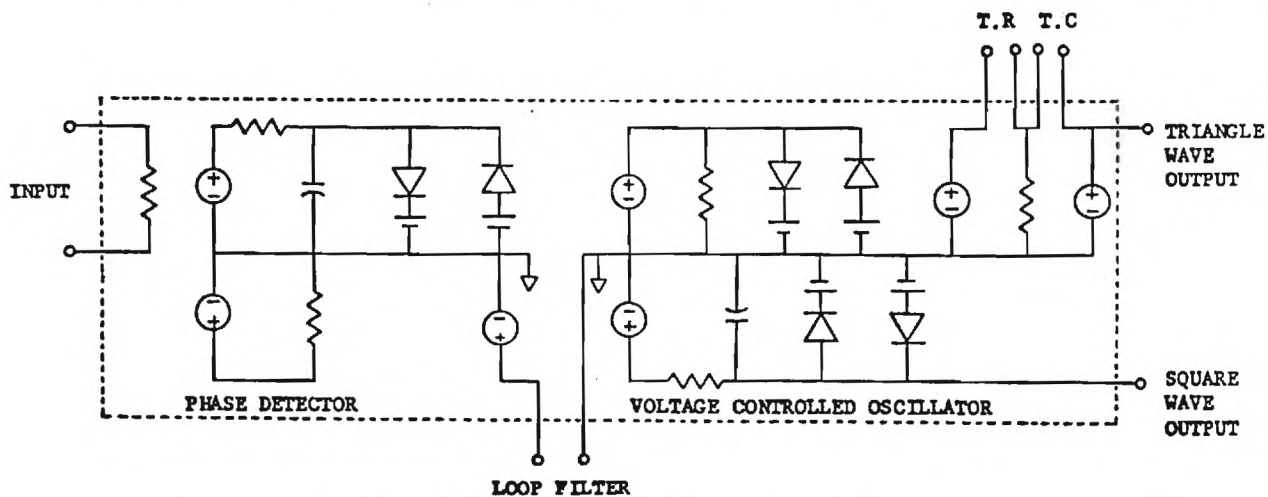 T.R T.C
INPUT
TRIANGLE
WAVE
OUTPUT
PHASE DETECTOR
VOLTAGE CONTROLLED OSCILLATOR
SQUARE
WAVE
OUTPUT
LOOP FILTER